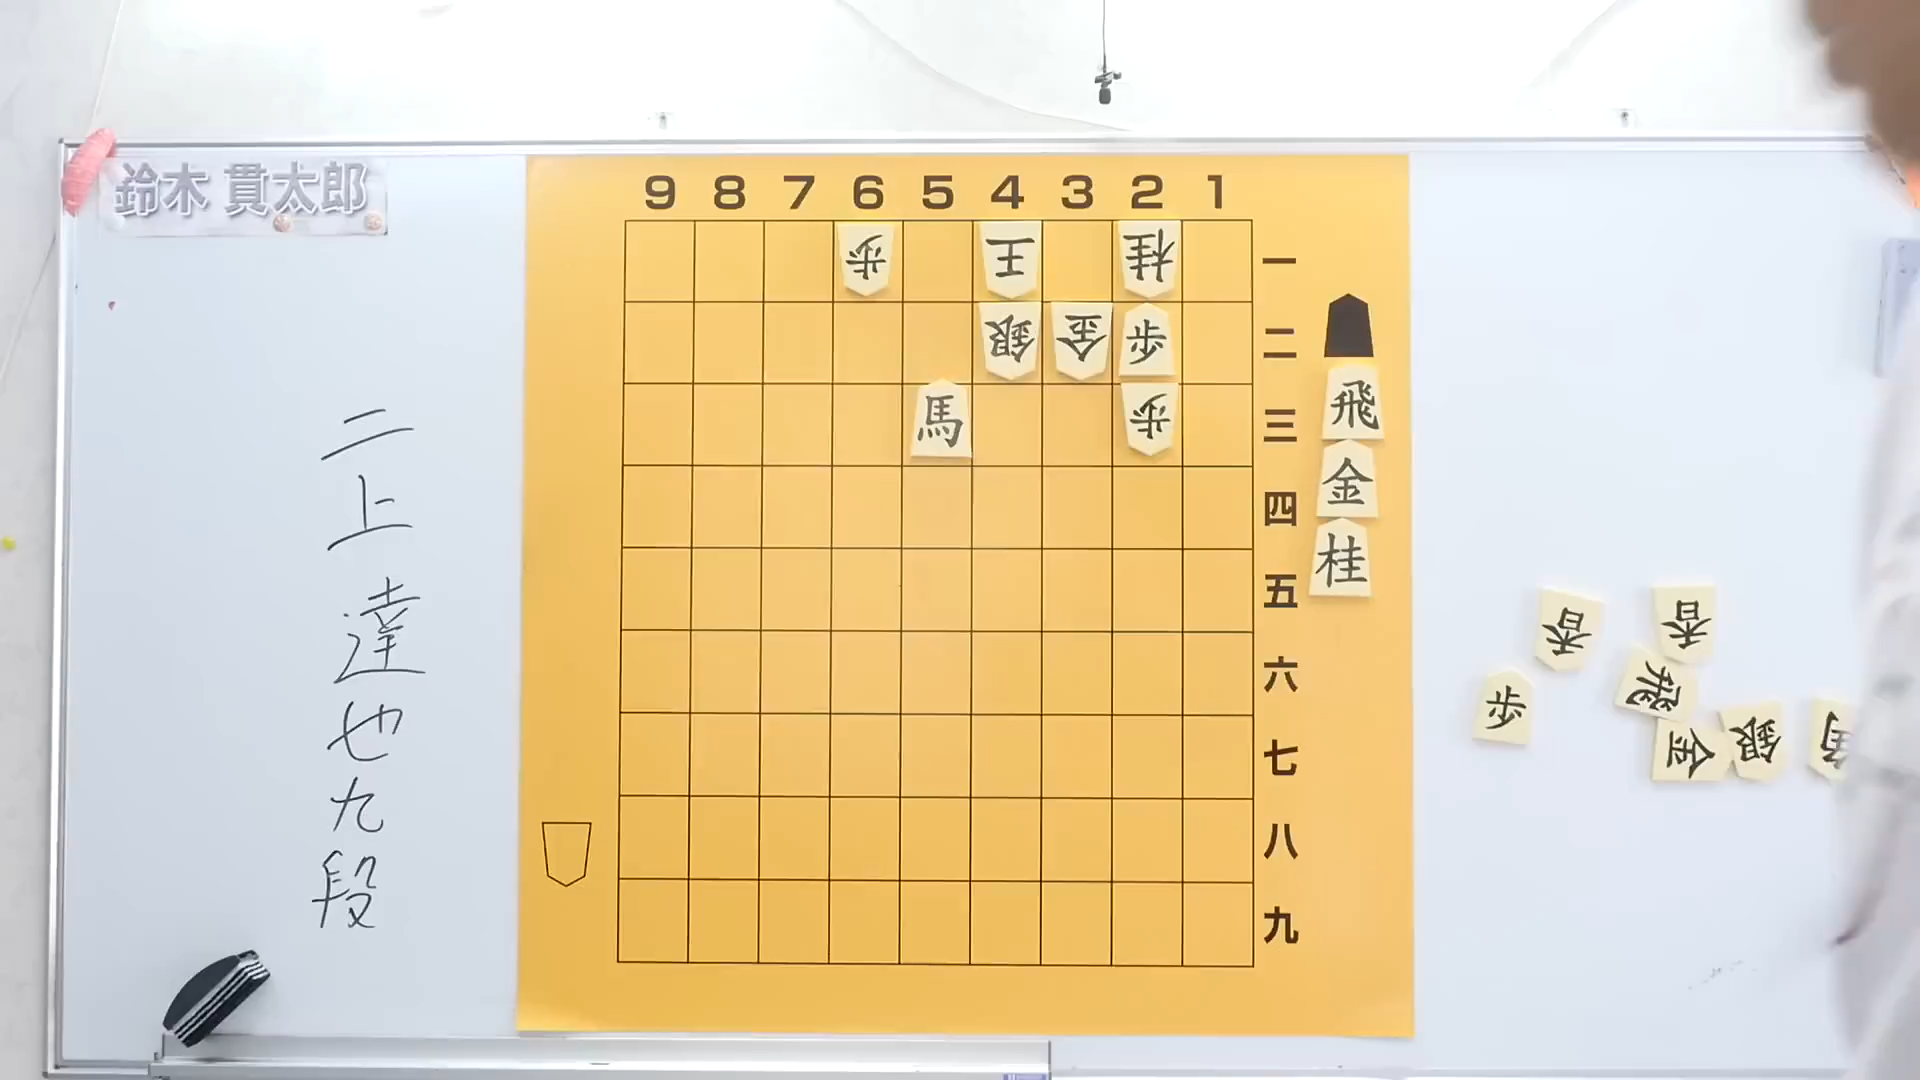 鈴木 貫太郎
9 8 7 6 5 4 3 2 1
歩 王 桂 一
銀 金 歩 二
馬 歩 三
四
五
六
七
八
九
飛
金
桂
二上達也九段
香 香
歩
飛
金 銀 角